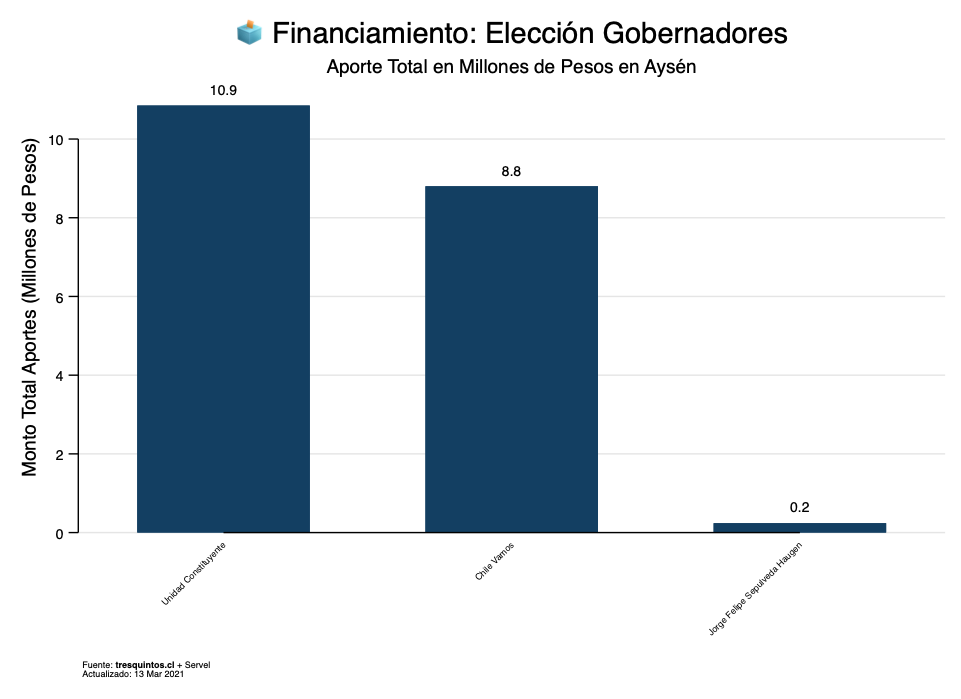 Financiamiento: Elección Gobernadores
Aporte Total en Millones de Pesos en Aysén
Monto Total Aportes (Millones de Pesos)
10
8
6
4
2
0
10.9
8.8
0.2
Unidad Constituyente
Chile Vamos
Jorge Felipe Sepulveda Haugen
Fuente: tresquintos.cl + Servel
Actualizado: 13 Mar 2021